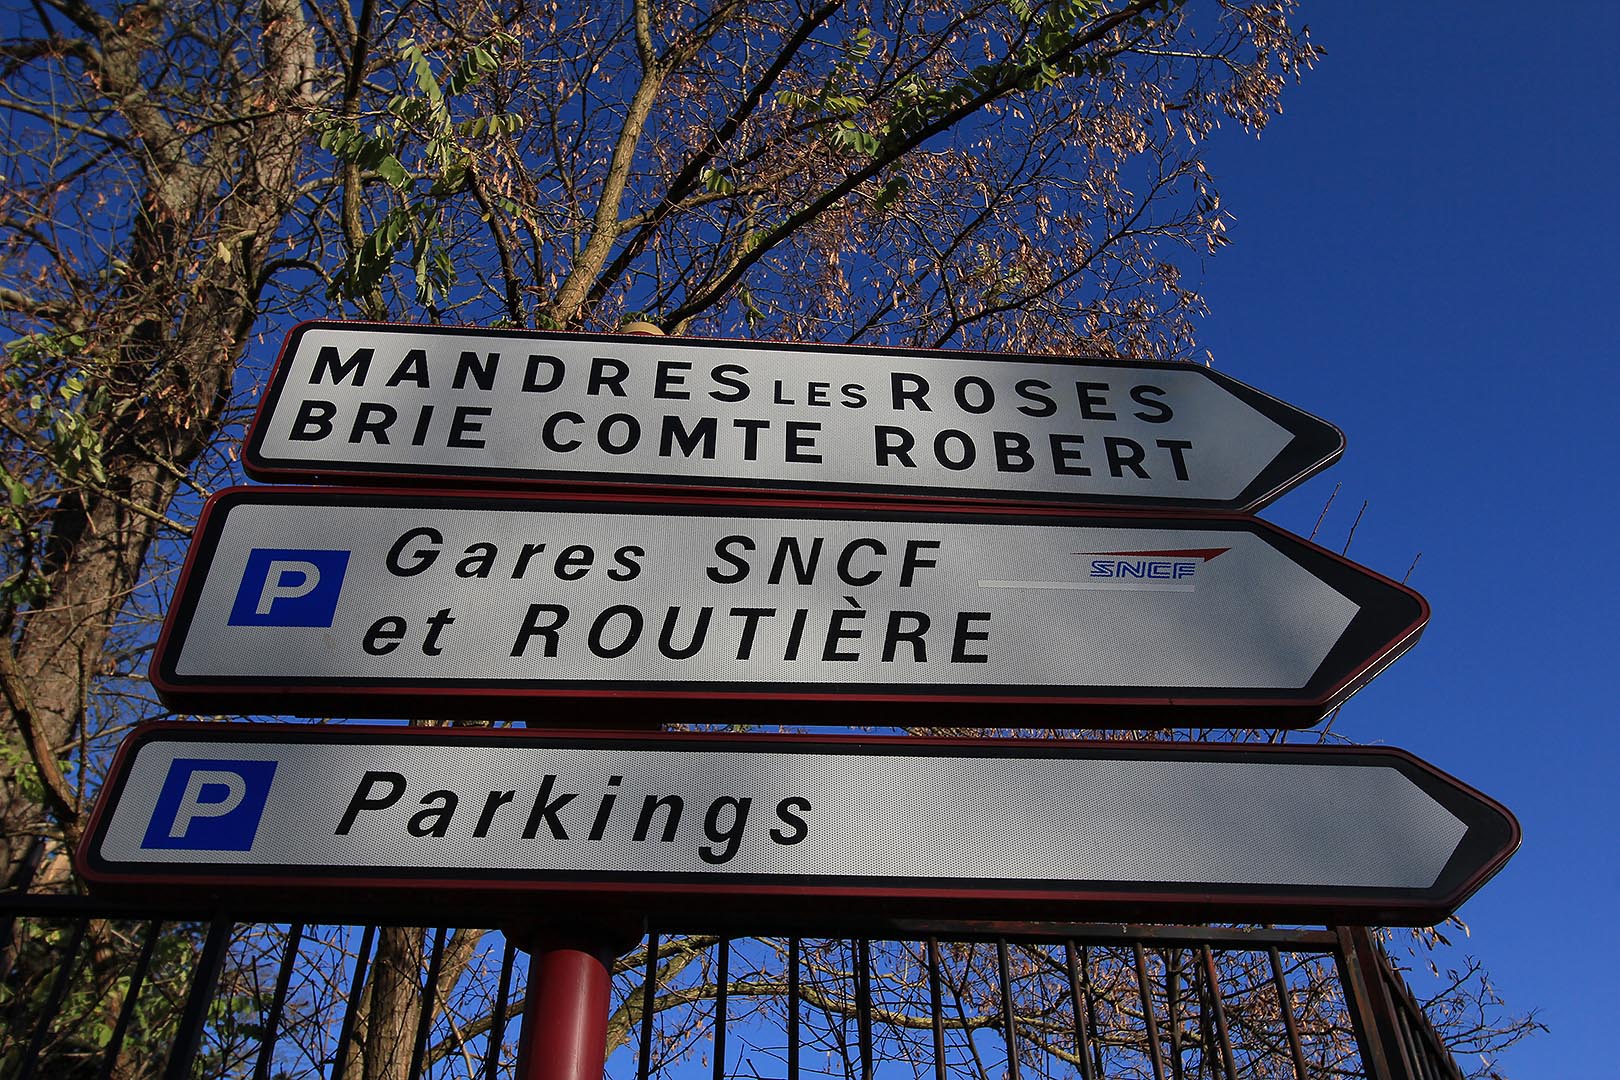 MANDRES LES ROSES
BRIE COMTE ROBERT
P Gares SNCF SNCF
et ROUTIÈRE
P Parkings